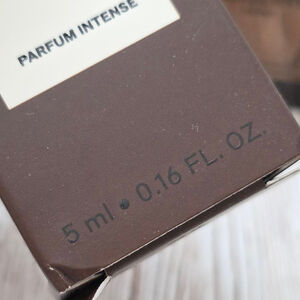 PARFUM INTENSE
5 ml • 0.16 FL. OZ.